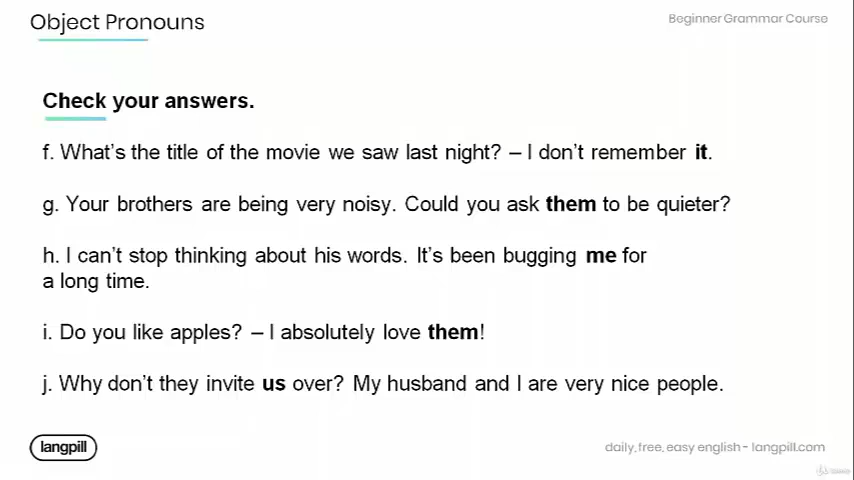 Object Pronouns
Beginner Grammar Course
Check your answers.
f. What's the title of the movie we saw last night? – I don't remember it.
g. Your brothers are being very noisy. Could you ask them to be quieter?
h. I can't stop thinking about his words. It's been bugging me for
a long time.
i. Do you like apples? – I absolutely love them!
j. Why don't they invite us over? My husband and I are very nice people.
langpill
daily, free, easy english - langpill.com